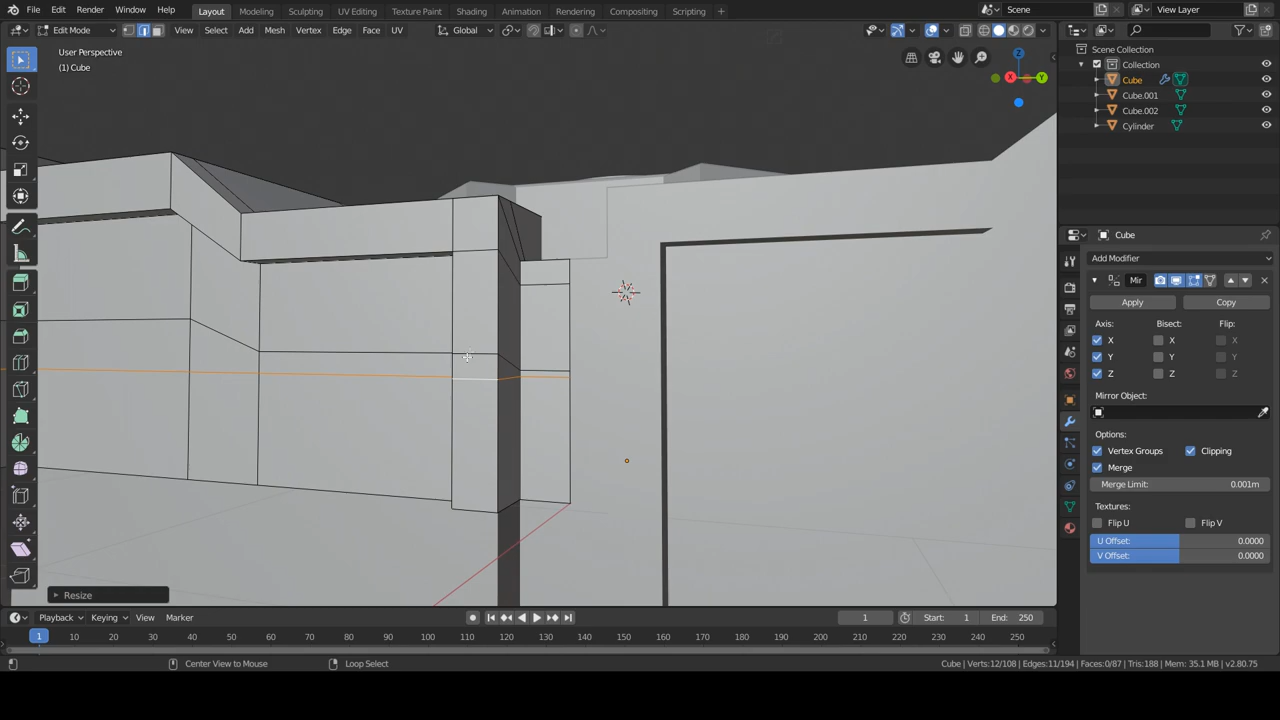 File Edit Render Window Help Layout Modeling Sculpting UV Editing Texture Paint Shading Animation Rendering Compositing Scripting + Scene View Layer
Edit Mode View Select Add Mesh Vertex Edge Face UV Global
User Perspective
(1) Cube
Z
X
Y
Scene Collection
Collection
Cube
Cube.001
Cube.002
Cylinder
Cube
Add Modifier
Mir
Apply Copy
Axis: Bisect: Flip:
X X X
Y Y Y
Z Z Z
Mirror Object:
Options:
Vertex Groups Clipping
Merge
Merge Limit: 0.001m
Textures:
Flip U Flip V
U Offset: 0.0000
V Offset: 0.0000
Resize
Playback Keying View Marker 1 Start: 1 End: 250
1 10 20 30 40 50 60 70 80 90 100 110 120 130 140 150 160 170 180 190 200 210 220 230 240 250
Center View to Mouse Loop Select Cube | Verts:12/108 | Edges:11/194 | Faces:0/87 | Tris:188 | Mem: 35.1 MB | v2.80.75